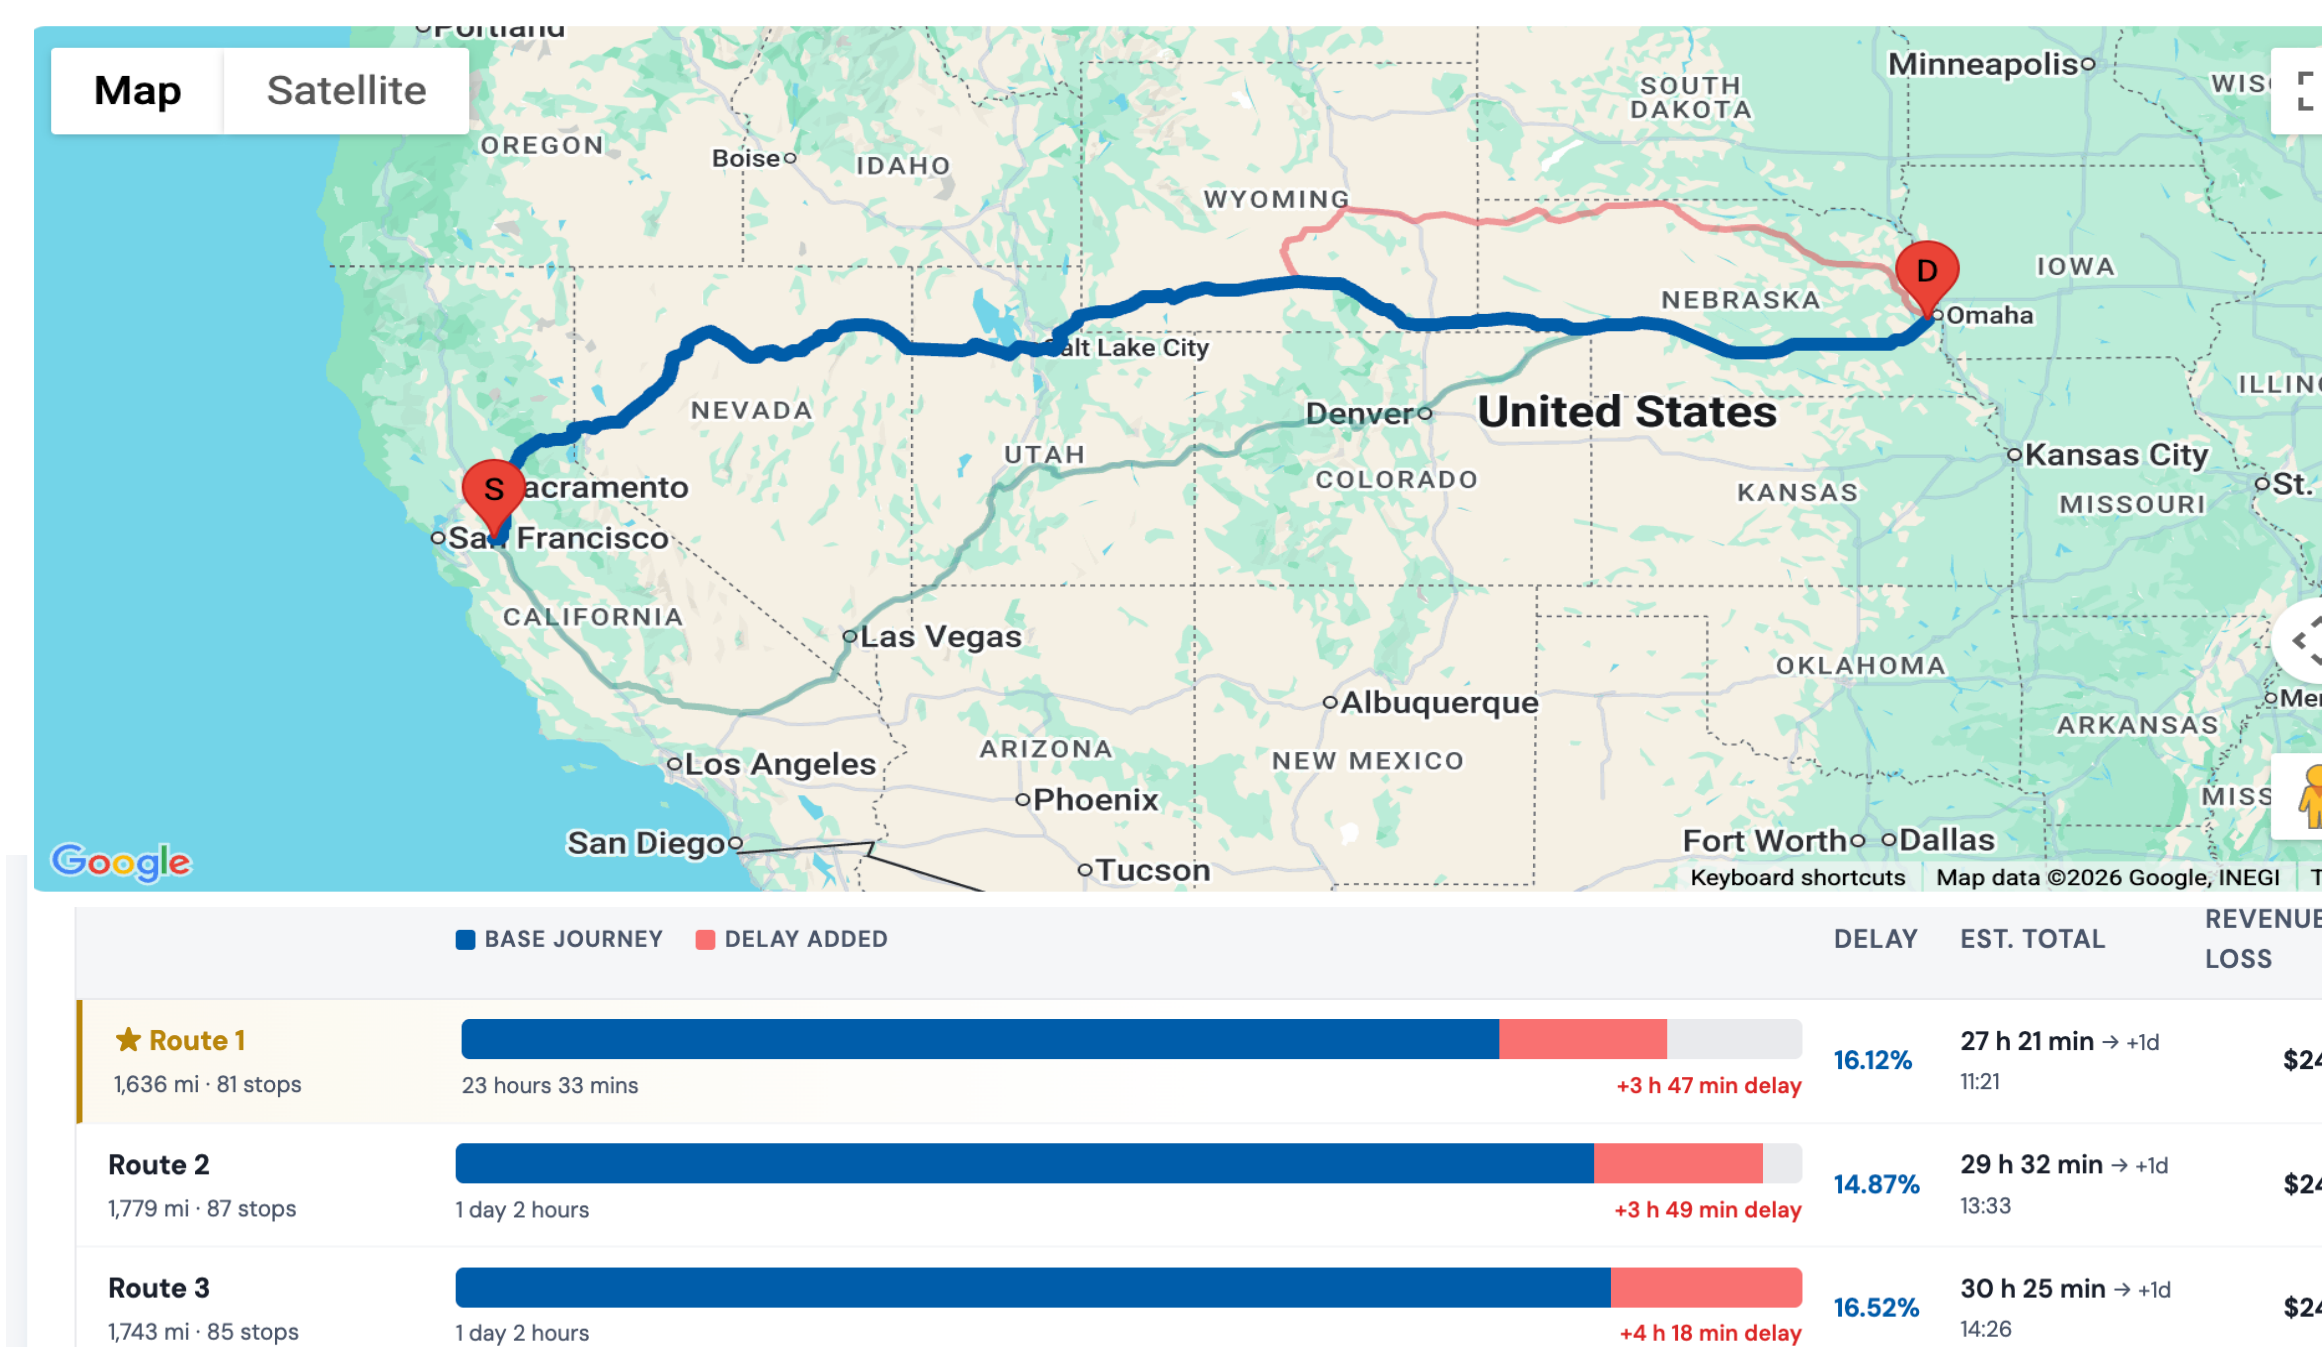 Portland
Map
Satellite
Minneapolis
WISC
SOUTH
DAKOTA
OREGON
Boise
IDAHO
WYOMING
IOWA
NEBRASKA
Omaha
Salt Lake City
NEVADA
Denver
United States
ILLIN
UTAH
COLORADO
Kansas City
KANSAS
MISSOURI
St.
S
D
Sacramento
San Francisco
CALIFORNIA
Las Vegas
OKLAHOMA
Albuquerque
Mem
ARKANSAS
ARIZONA
NEW MEXICO
Los Angeles
Phoenix
MISS
San Diego
Fort Worth
Dallas
Tucson
Google
Keyboard shortcuts
Map data ©2026 Google, INEGI
T
BASE JOURNEY
DELAY ADDED
DELAY
EST. TOTAL
REVENUE
LOSS
Route 1
1,636 mi · 81 stops
23 hours 33 mins
+3 h 47 min delay
16.12%
27 h 21 min → +1d
11:21
$24
Route 2
1,779 mi · 87 stops
1 day 2 hours
+3 h 49 min delay
14.87%
29 h 32 min → +1d
13:33
$24
Route 3
1,743 mi · 85 stops
1 day 2 hours
+4 h 18 min delay
16.52%
30 h 25 min → +1d
14:26
$24